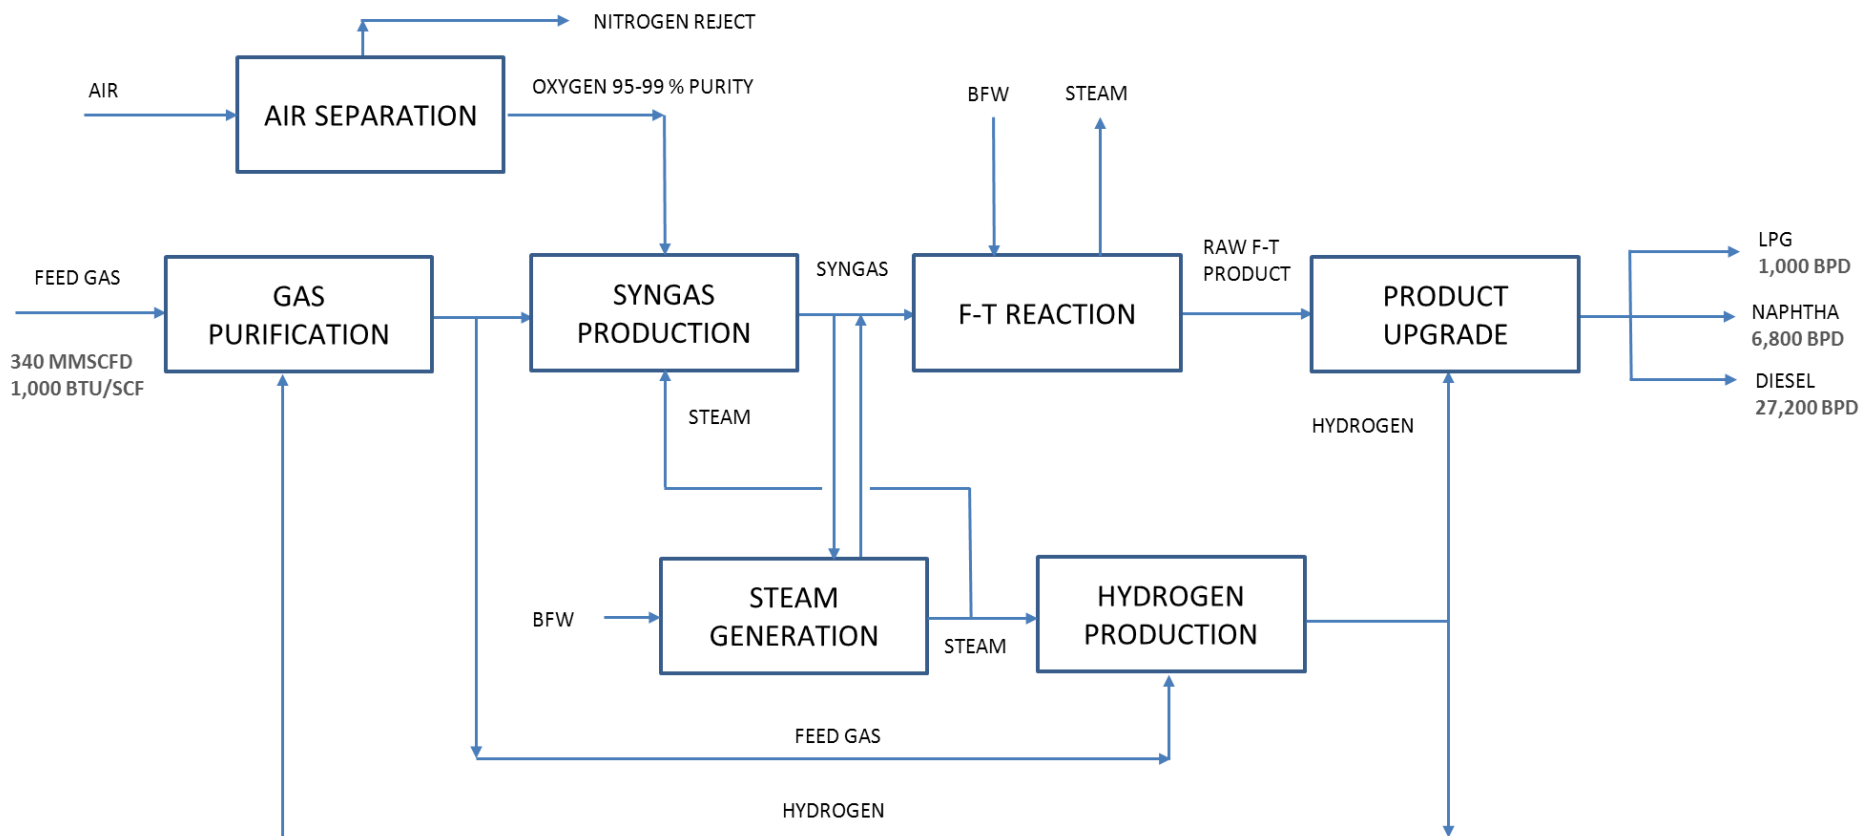 NITROGEN REJECT
AIR
AIR SEPARATION
OXYGEN 95-99 % PURITY
BFW
STEAM
FEED GAS
340 MMSCFD
1,000 BTU/SCF
GAS
PURIFICATION
SYNGAS
PRODUCTION
SYNGAS
F-T REACTION
RAW F-T
PRODUCT
PRODUCT
UPGRADE
LPG
1,000 BPD
NAPHTHA
6,800 BPD
DIESEL
27,200 BPD
STEAM
HYDROGEN
BFW
STEAM
GENERATION
STEAM
HYDROGEN
PRODUCTION
FEED GAS
HYDROGEN